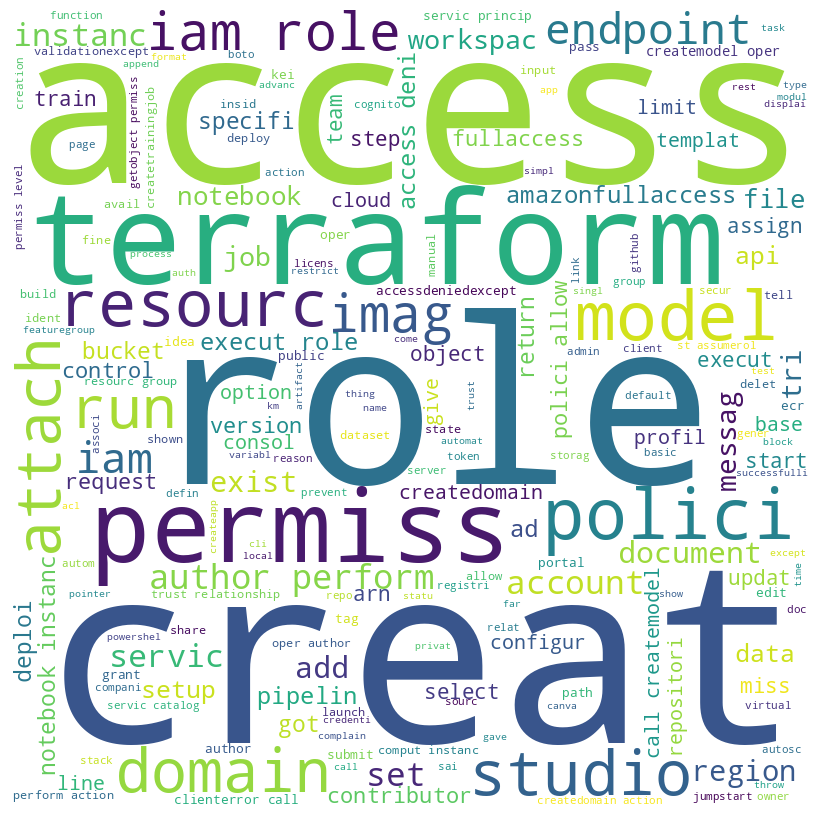 function
servic princip
instanc
iam role
endpoint
task
validationexcept
boto
workspac
pass
createmodel oper
append
format
rest
type
access
creation
advanc
kei
insid
cognito
input
app
modul
displai
train
getobject permiss
createtrainingjob
specifi
team
step
access deni
limit
page
deploy
action
fullaccess
templat
simpl
permiss level
avail
notebook
cloud
amazonfullaccess
file
terraform
fine
process
job
oper
manual
link
github
group
assign
api
auth
licens
restrict
secur
build
accessdeniedexcept
singl
tell
resourc
imag
return
model
ident
featuregroup
idea
execut role
public
come
admin
client
st assumerol
execut
tri
bucket
object
control
resourc group
polici allow
delet
test
attach
run
role
option
thing
name
artifact
km
give
trust
default
ecr
base
version
associ
shown
consol
variabl
dataset
state
automat
profil
gener
basic
block
messag
iam
reason
server
token
storag
start
successfulli
request
defin
exist
prevent
createdomain
acl
permiss
createapp
cli
local
ad
polici
autom
portal
document
except
author perform
registri
allow
account
updat
time
pointer
trust relationship
repo
arn
statu
edit
show
doc
notebook instanc
powershel
share
tag
far
creat
deploi
servic
oper author
relat
privat
configur
call createmodel
repositori
data
grant
compani
setup
add
select
sourc
path
miss
servic catalog
pipelin
launch
credenti
canva
virtual
stack
author
got
complain
gave
domain
submit
comput instanc
autosc
line
call
set
sai
studio
region
throw
perform action
clienterror call
contributor
createdomain action
jumpstart
owner